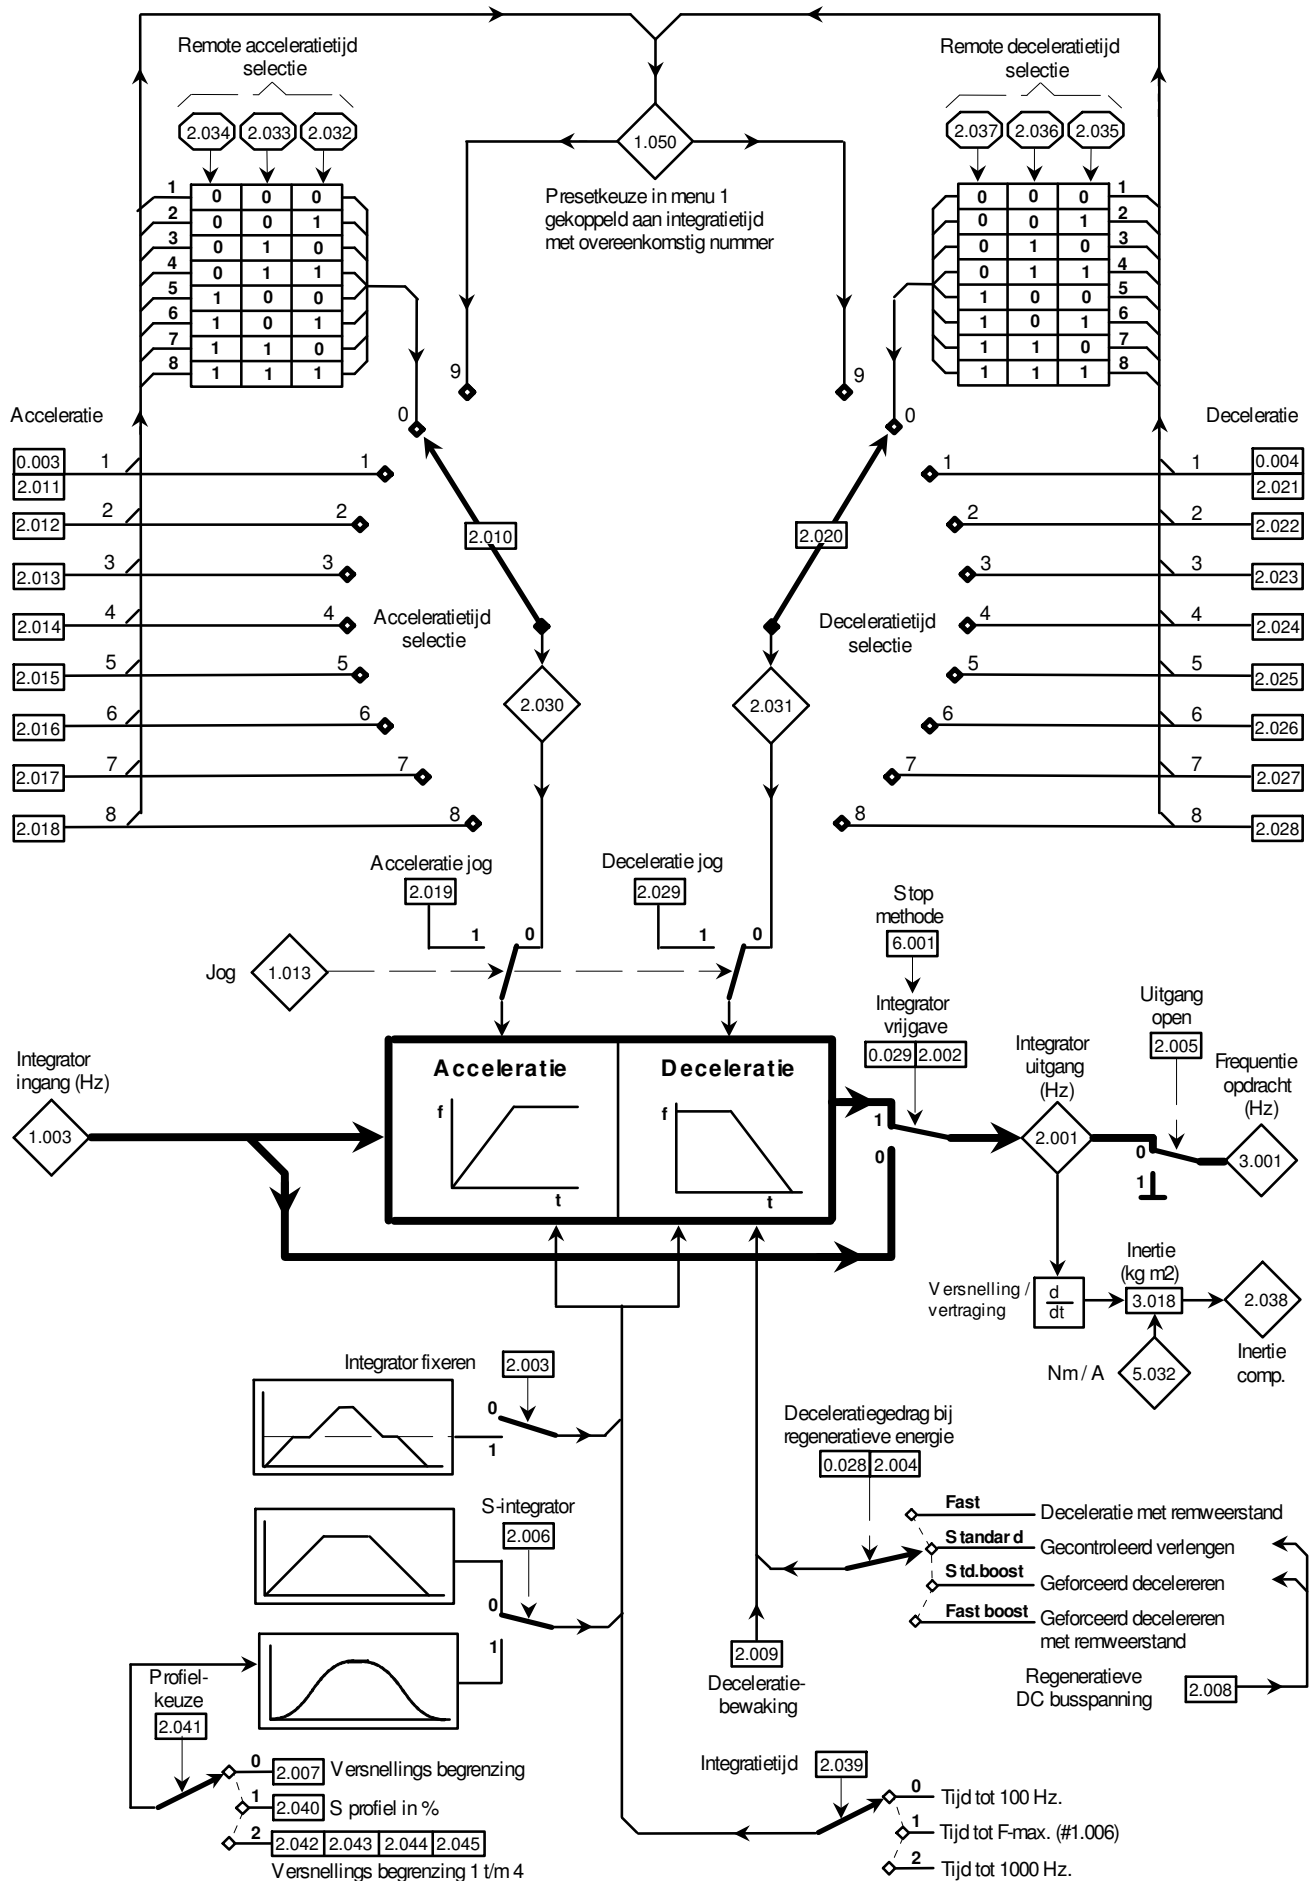 Remote acceleratietijd
selectie
Remote deceleratietijd
selectie
2.034 2.033 2.032
1.050
2.037 2.036 2.035
Presetkeuze in menu 1
gekoppeld aan integratietijd
met overeenkomstig nummer
1 0 0 0
2 0 0 1
3 0 1 0
4 0 1 1
5 1 0 0
6 1 0 1
7 1 1 0
8 1 1 1
0 0 0 1
0 0 1 2
0 1 0 3
0 1 1 4
1 0 0 5
1 0 1 6
1 1 0 7
1 1 1 8
9 9
0 0
Acceleratie
Deceleratie
0.003 1 1
2.011
1 1 0.004
2.021
2.012 2 2
2 2 2.022
2.010
2.020
2.013 3 3
3 3 2.023
2.014 4 4
4 4 2.024
Acceleratietijd
selectie
Deceleratietijd
selectie
2.015 5 5
5 5 2.025
2.030
2.031
2.016 6 6
6 6 2.026
2.017 7 7
7 7 2.027
2.018 8 8
8 8 2.028
Acceleratie jog
2.019
Deceleratie jog
2.029
1 0
1 0
Jog 1.013
Stop
methode
6.001
Integrator
vrijgave
0.029 2.002
Uitgang
open
2.005
Integrator
ingang (Hz)
1.003
Acceleratie
f
t
Deceleratie
f
t
1
0
Integrator
uitgang
(Hz)
2.001
0
1
Frequentie
opdracht
(Hz)
3.001
Versnelling /
vertraging
d
dt
Inertie
(kg m2)
3.018
2.038
Inertie
comp.
Nm / A 5.032
Integrator fixeren 2.003
0
1
S-integrator
2.006
0
1
Deceleratiegedrag bij
regeneratieve energie
0.028 2.004
Fast Deceleratie met remweerstand
Standard Gecontroleerd verlengen
Std.boost Geforceerd decelereren
Fast boost Geforceerd decelereren
met remweerstand
2.009
Deceleratie-
bewaking
Regeneratieve
DC busspanning
2.008
Profiel-
keuze
2.041
0 2.007 Versnellings begrenzing
1 2.040 S profiel in %
2 2.042 2.043 2.044 2.045
Versnellings begrenzing 1 t/m 4
Integratietijd 2.039
0 Tijd tot 100 Hz.
1 Tijd tot F-max. (#1.006)
2 Tijd tot 1000 Hz.